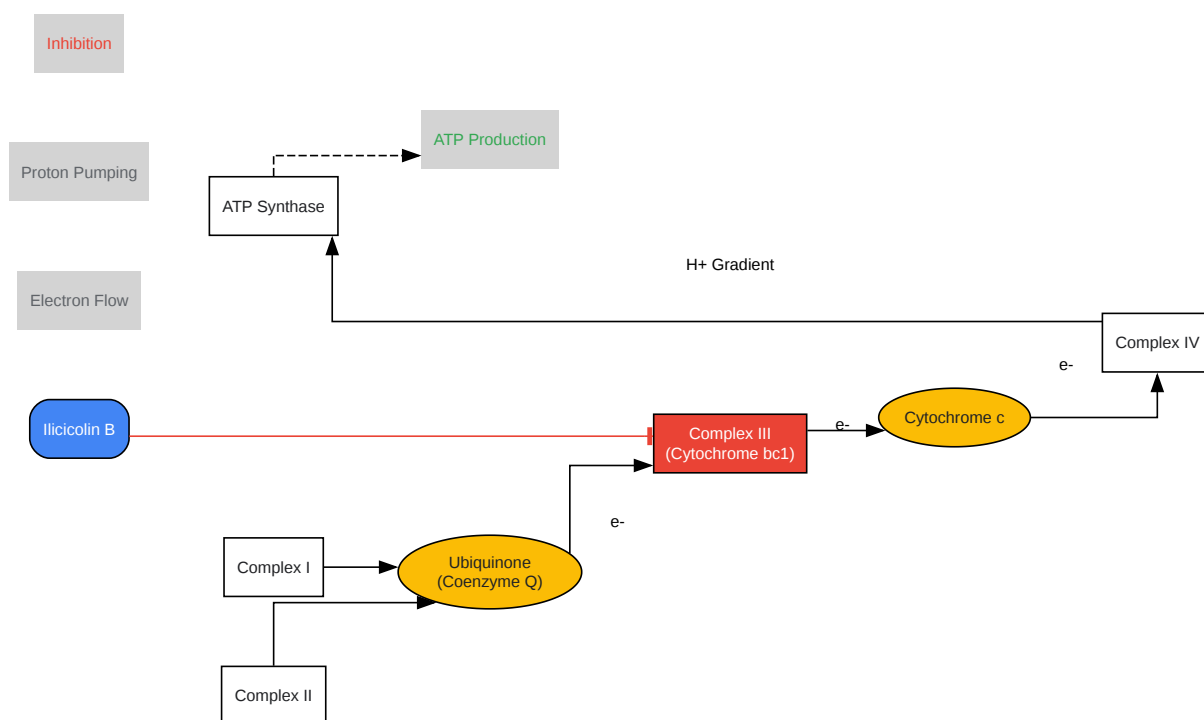 Inhibition
ATP Production
Proton Pumping
ATP Synthase
H+ Gradient
Electron Flow
Complex IV
e-
Ilicicolin B
Complex III
(Cytochrome bc1)
e-
Cytochrome c
e-
Complex I
Ubiquinone
(Coenzyme Q)
Complex II